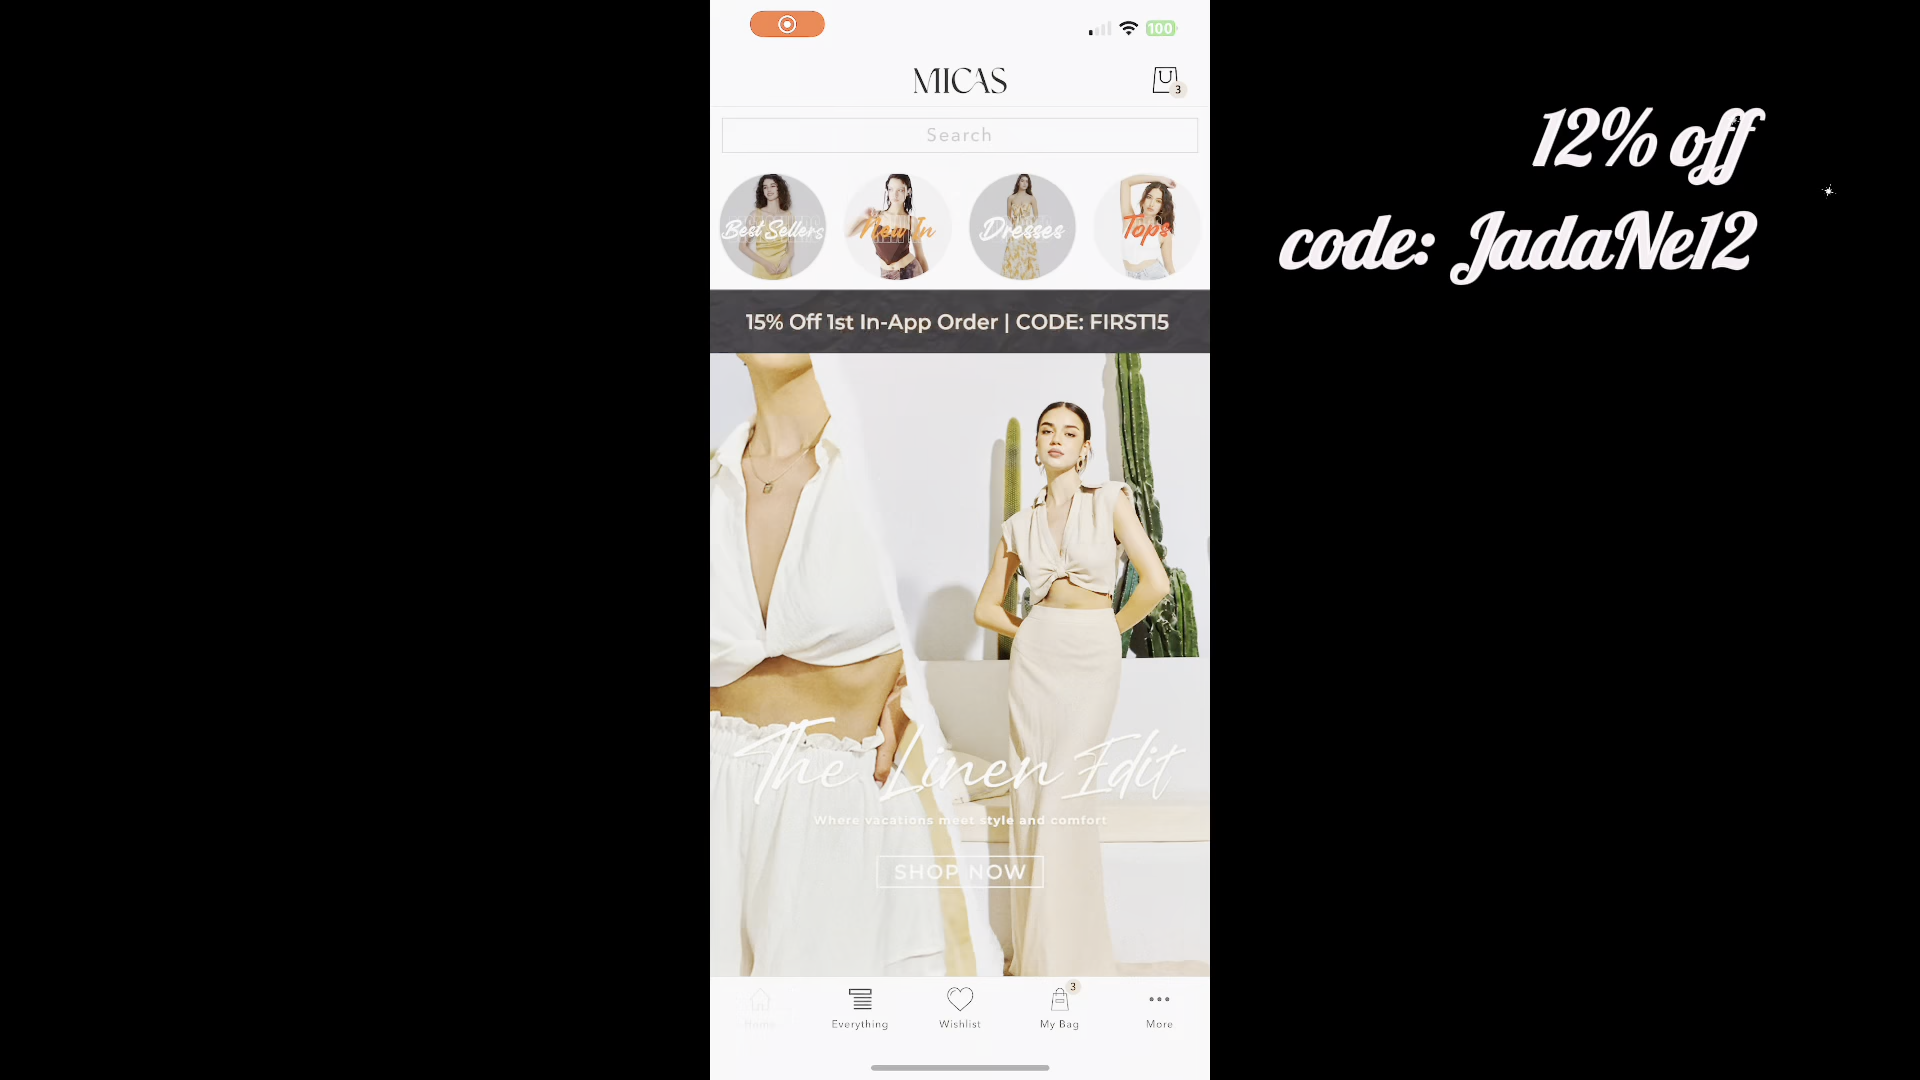 100
MICAS
3
Search
Best Sellers
New In
Dresses
Tops
15% Off 1st In-App Order | CODE: FIRST15
The Linen Edit
Where vacations meet style and comfort
SHOP NOW
3
Home
Everything
Wishlist
My Bag
More
12% off
code: JadaNe12